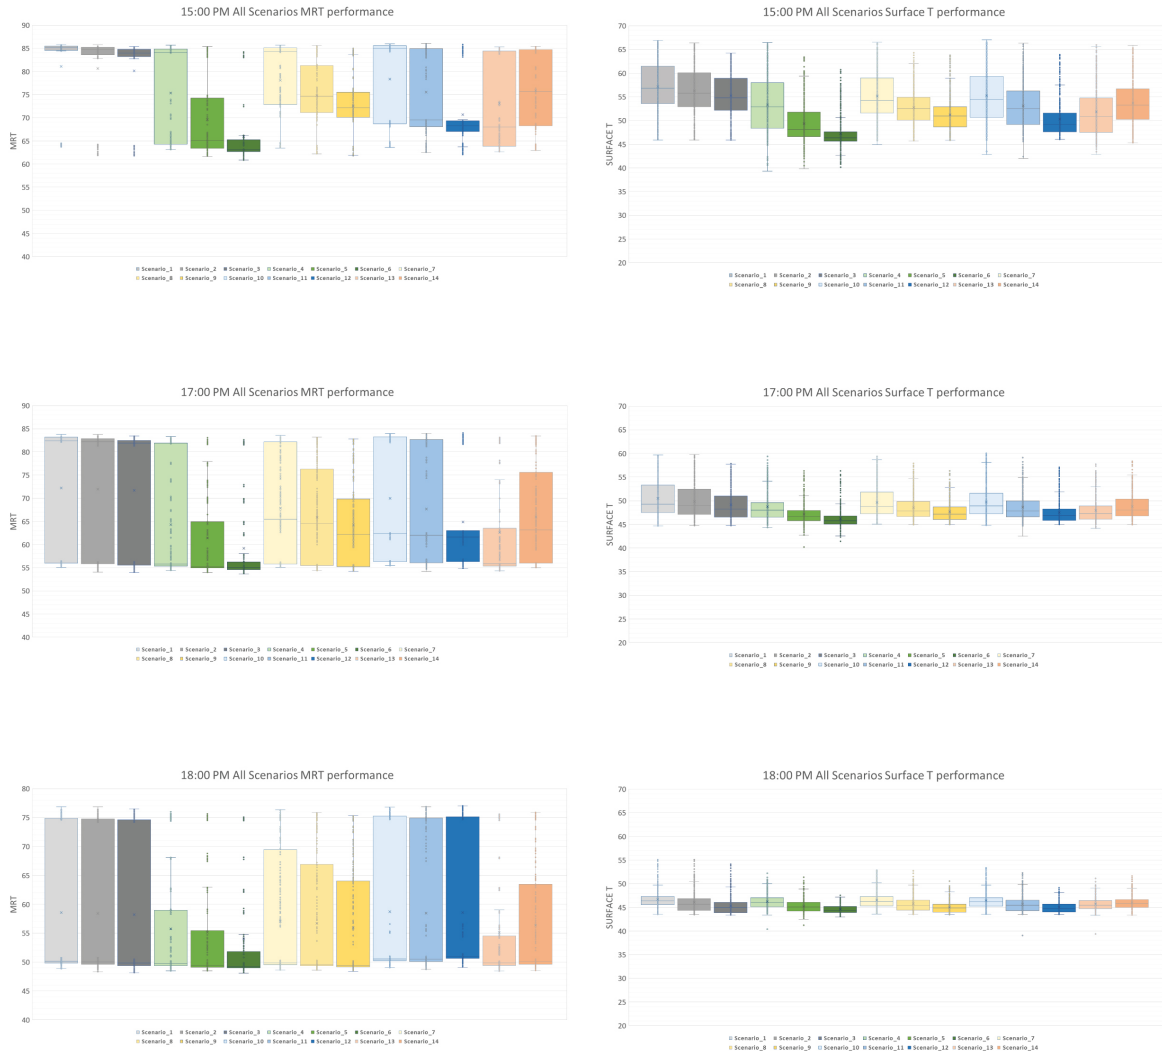 15:00 PM All Scenarios MRT performance
90
85
80
75
70
65
60
55
50
45
40
MRT
Scenario_1 Scenario_2 Scenario_3 Scenario_4 Scenario_5 Scenario_6 Scenario_7
Scenario_8 Scenario_9 Scenario_10 Scenario_11 Scenario_12 Scenario_13 Scenario_14
15:00 PM All Scenarios Surface T performance
70
65
60
55
50
45
40
35
30
25
20
SURFACE T
Scenario_1 Scenario_2 Scenario_3 Scenario_4 Scenario_5 Scenario_6 Scenario_7
Scenario_8 Scenario_9 Scenario_10 Scenario_11 Scenario_12 Scenario_13 Scenario_14
17:00 PM All Scenarios MRT performance
90
85
80
75
70
65
60
55
50
45
40
MRT
Scenario_1 Scenario_2 Scenario_3 Scenario_4 Scenario_5 Scenario_6 Scenario_7
Scenario_8 Scenario_9 Scenario_10 Scenario_11 Scenario_12 Scenario_13 Scenario_14
17:00 PM All Scenarios Surface T performance
70
65
60
55
50
45
40
35
30
25
20
SURFACE T
Scenario_1 Scenario_2 Scenario_3 Scenario_4 Scenario_5 Scenario_6 Scenario_7
Scenario_8 Scenario_9 Scenario_10 Scenario_11 Scenario_12 Scenario_13 Scenario_14
18:00 PM All Scenarios MRT performance
80
75
70
65
60
55
50
45
40
MRT
Scenario_1 Scenario_2 Scenario_3 Scenario_4 Scenario_5 Scenario_6 Scenario_7
Scenario_8 Scenario_9 Scenario_10 Scenario_11 Scenario_12 Scenario_13 Scenario_14
18:00 PM All Scenarios Surface T performance
70
65
60
55
50
45
40
35
30
25
20
SURFACE T
Scenario_1 Scenario_2 Scenario_3 Scenario_4 Scenario_5 Scenario_6 Scenario_7
Scenario_8 Scenario_9 Scenario_10 Scenario_11 Scenario_12 Scenario_13 Scenario_14